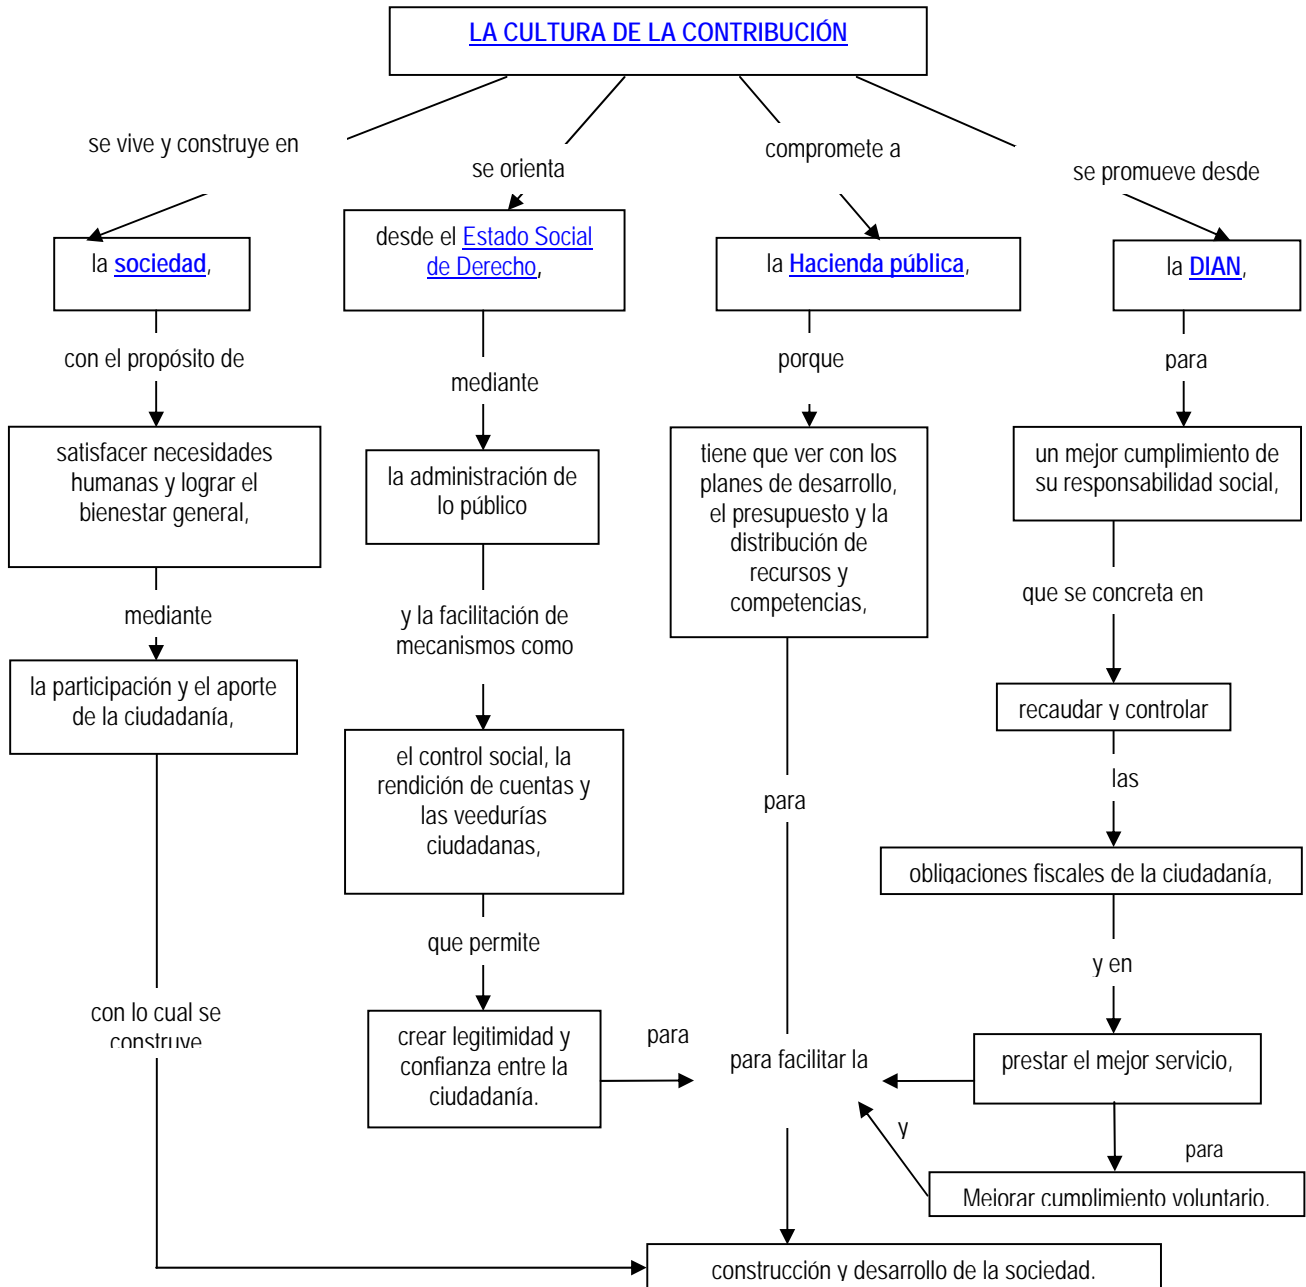 LA CULTURA DE LA CONTRIBUCIÓN
se vive y construye en
se orienta
compromete a
se promueve desde
la sociedad,
desde el Estado Social
de Derecho,
la Hacienda pública,
la DIAN,
con el propósito de
mediante
porque
para
satisfacer necesidades
humanas y lograr el
bienestar general,
la administración de
lo público
tiene que ver con los
planes de desarrollo,
el presupuesto y la
distribución de
recursos y
competencias,
un mejor cumplimiento de
su responsabilidad social,
mediante
y la facilitación de
mecanismos como
que se concreta en
la participación y el aporte
de la ciudadanía,
recaudar y controlar
el control social, la
rendición de cuentas y
las veedurías
ciudadanas,
para
las
obligaciones fiscales de la ciudadanía,
que permite
y en
con lo cual se
construye
crear legitimidad y
confianza entre la
ciudadanía.
para
para facilitar la
prestar el mejor servicio,
y
para
Mejorar cumplimiento voluntario.
construcción y desarrollo de la sociedad.